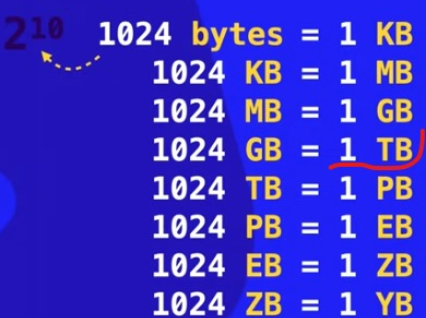 2¹⁰ 1024 bytes = 1 KB
1024 KB = 1 MB
1024 MB = 1 GB
1024 GB = 1 TB
1024 TB = 1 PB
1024 PB = 1 EB
1024 EB = 1 ZB
1024 ZB = 1 YB